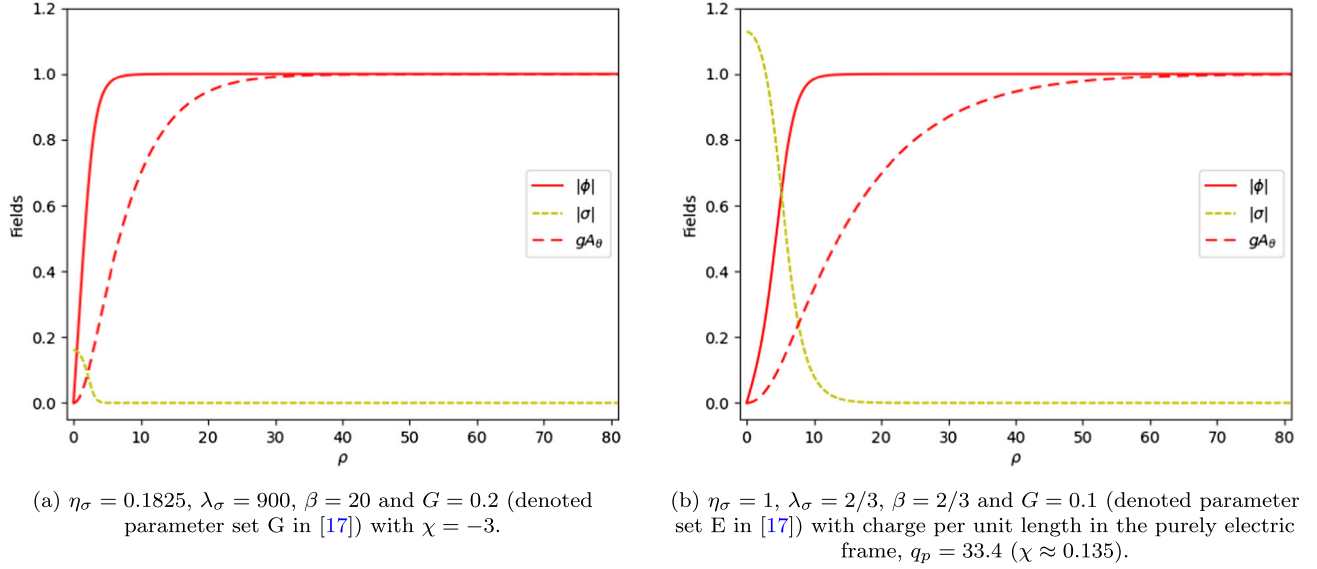 1.2
1.0
0.8
0.6
0.4
0.2
0.0
Fields
0 10 20 30 40 50 60 70 80
ρ
|ϕ|
|σ|
gA_θ
(a) η_σ = 0.1825, λ_σ = 900, β = 20 and G = 0.2 (denoted
parameter set G in [17]) with χ = −3.
1.2
1.0
0.8
0.6
0.4
0.2
0.0
Fields
0 10 20 30 40 50 60 70 80
ρ
|ϕ|
|σ|
gA_θ
(b) η_σ = 1, λ_σ = 2/3, β = 2/3 and G = 0.1 (denoted parameter
set E in [17]) with charge per unit length in the purely electric
frame, q_p = 33.4 (χ ≈ 0.135).